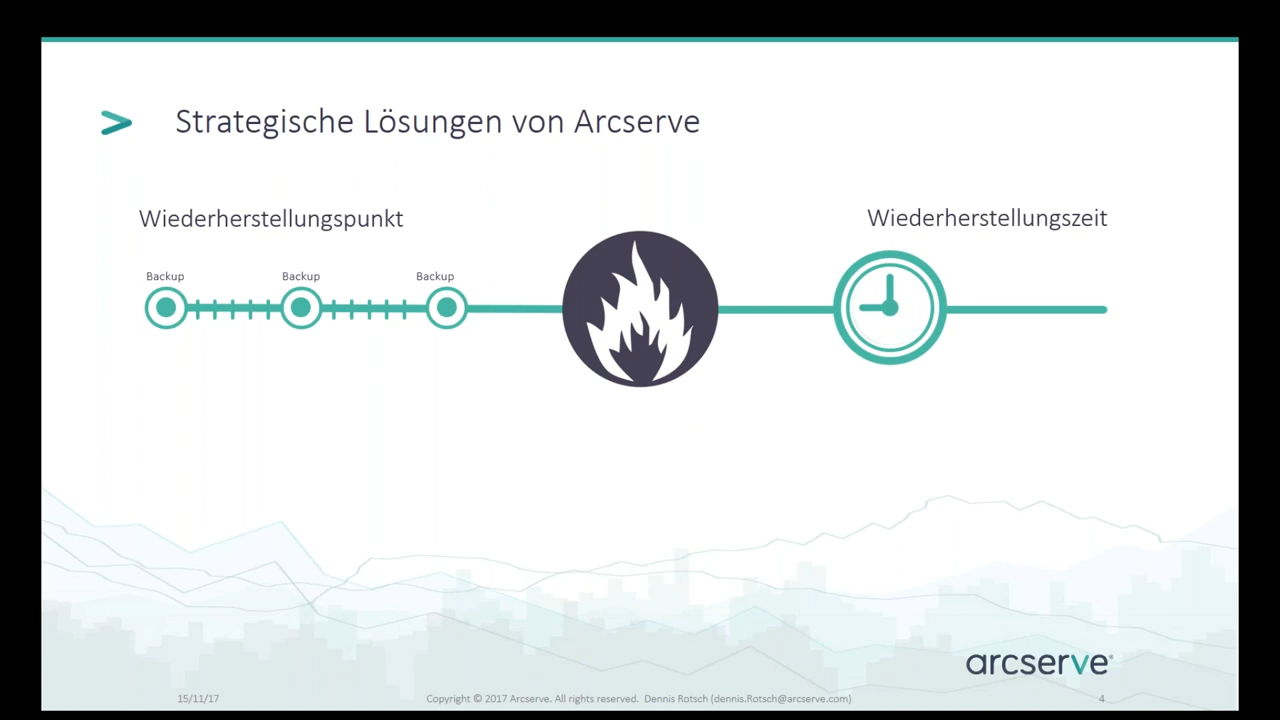 Strategische Lösungen von Arcserve
Wiederherstellungspunkt
Wiederherstellungszeit
Backup
Backup
Backup
arcserve®
15/11/17
Copyright © 2017 Arcserve. All rights reserved. Dennis Rotsch (dennis.Rotsch@arcserve.com)
4